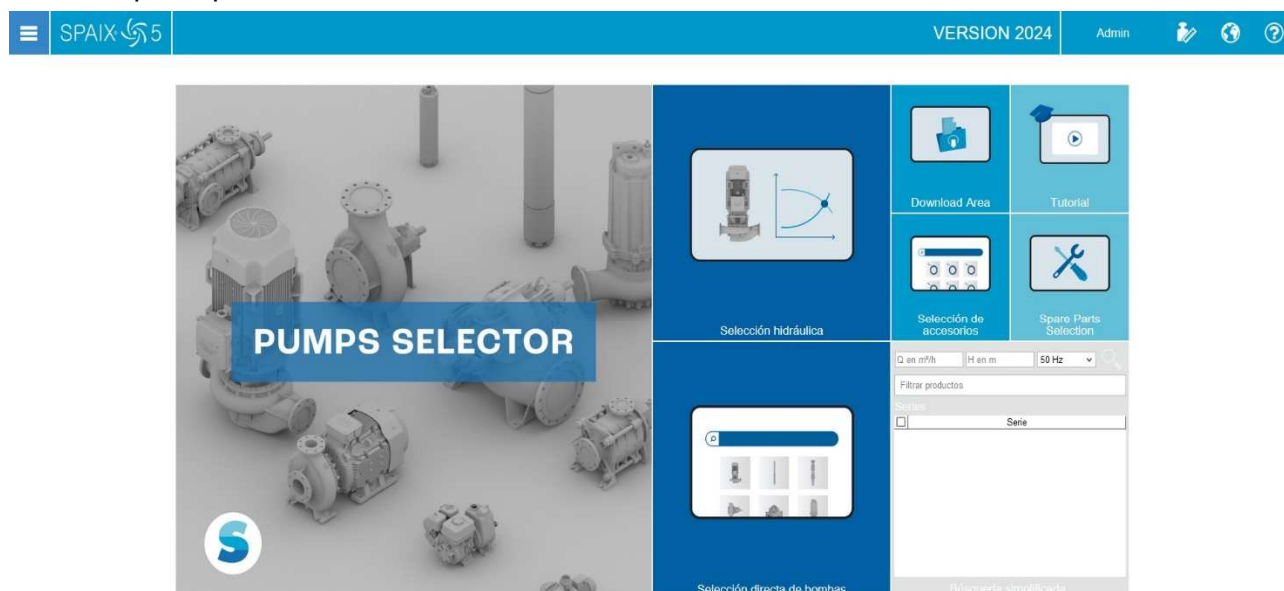 SPAIX 5
VERSION 2024
Admin
PUMPS SELECTOR
S
Selección hidráulica
Download Area
Tutorial
Selección de
accesorios
Spare Parts
Selection
Q en m³/h
H en m
50 Hz
Filtrar productos
Series
Serie
Selección directa de bombas
Búsqueda simplificada